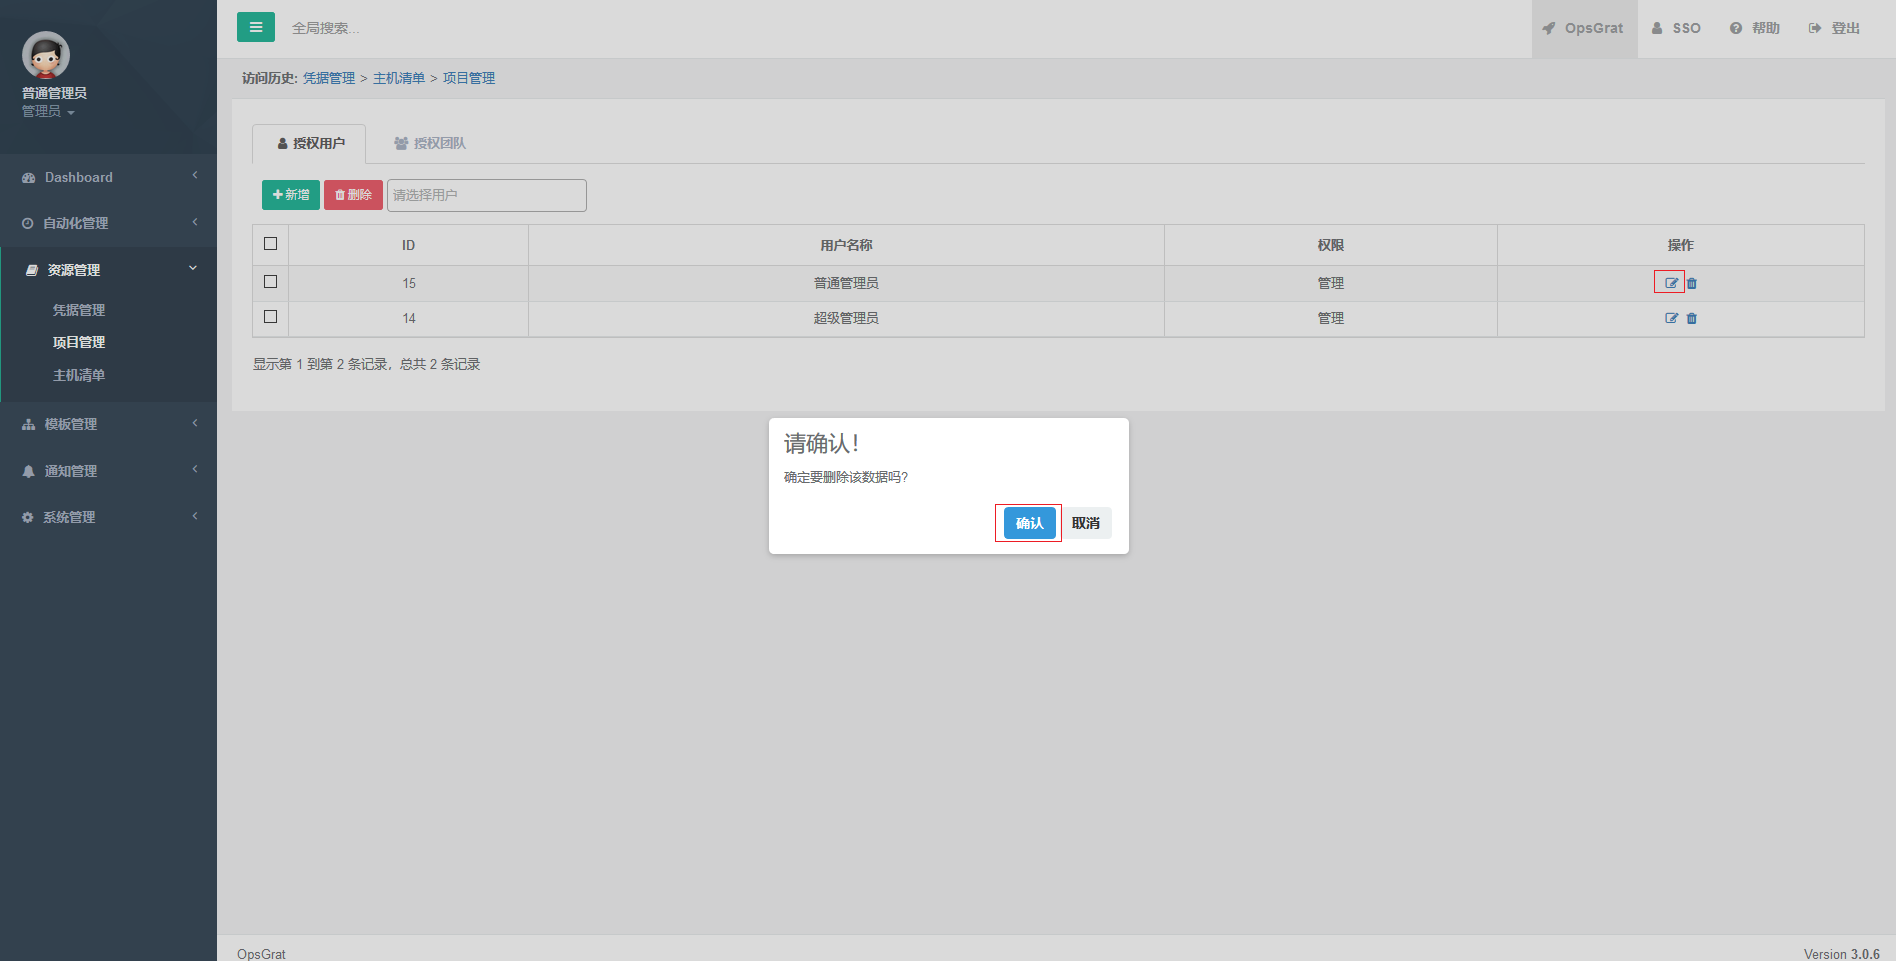 普通管理员
管理员
Dashboard
自动化管理
资源管理
凭据管理
项目管理
主机清单
模板管理
通知管理
系统管理
全局搜索...
OpsGrat
SSO
帮助
登出
访问历史: 凭据管理 > 主机清单 > 项目管理
授权用户
授权团队
新增
删除
请选择用户
ID 用户名称 权限 操作
15 普通管理员 管理
14 超级管理员 管理
显示第 1 到第 2 条记录，总共 2 条记录
请确认!
确定要删除该数据吗?
确认
取消
OpsGrat
Version 3.0.6